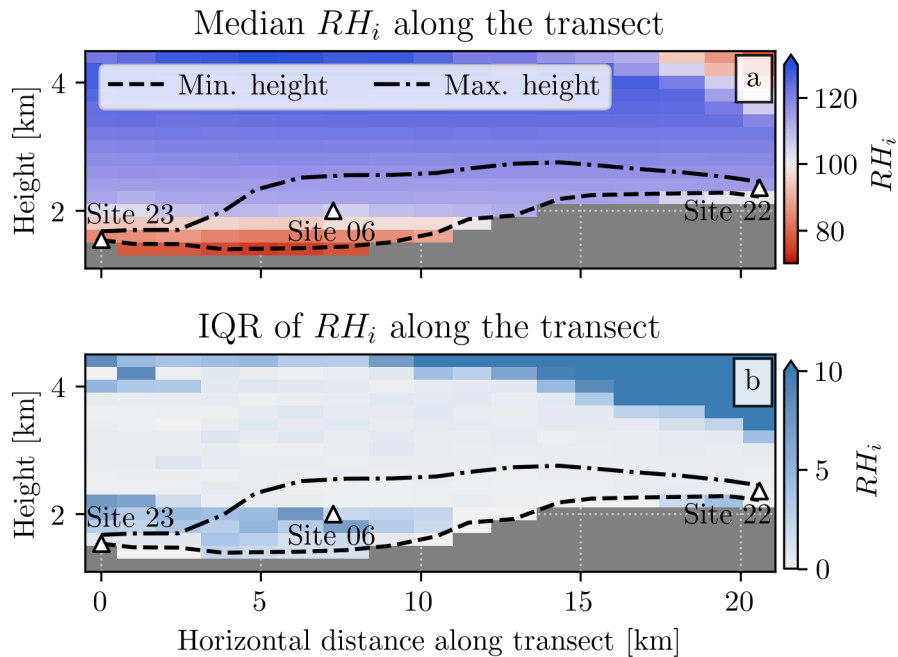 Median RH_i along the transect
a
Min. height
Max. height
4
2
Height [km]
Site 23
Site 06
Site 22
120
100
80
RH_i
IQR of RH_i along the transect
b
4
2
Height [km]
Site 23
Site 06
Site 22
10
5
0
RH_i
0 5 10 15 20
Horizontal distance along transect [km]